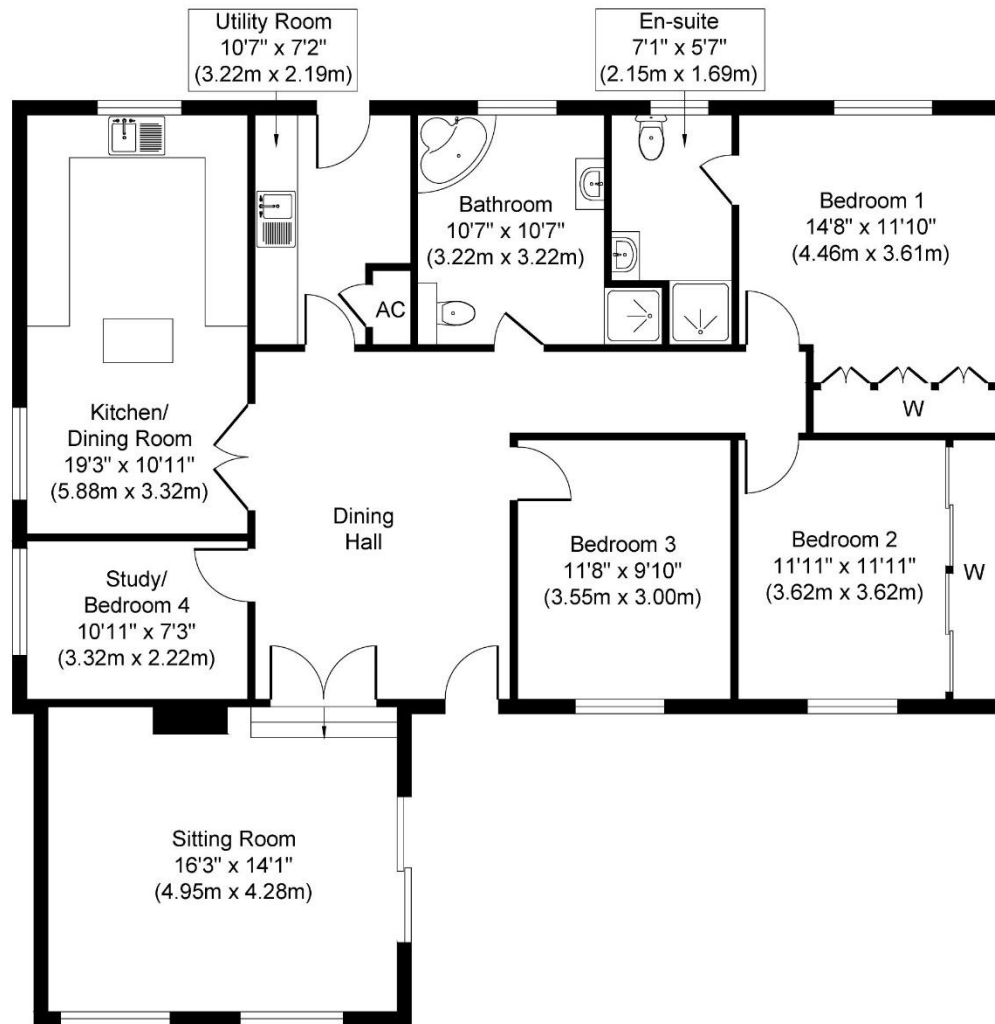 Utility Room
10'7" x 7'2"
(3.22m x 2.19m)
En-suite
7'1" x 5'7"
(2.15m x 1.69m)
Bathroom
10'7" x 10'7"
(3.22m x 3.22m)
Bedroom 1
14'8" x 11'10"
(4.46m x 3.61m)
AC
W
Kitchen/
Dining Room
19'3" x 10'11"
(5.88m x 3.32m)
Dining
Hall
Bedroom 3
11'8" x 9'10"
(3.55m x 3.00m)
Bedroom 2
11'11" x 11'11"
(3.62m x 3.62m)
W
Study/
Bedroom 4
10'11" x 7'3"
(3.32m x 2.22m)
Sitting Room
16'3" x 14'1"
(4.95m x 4.28m)